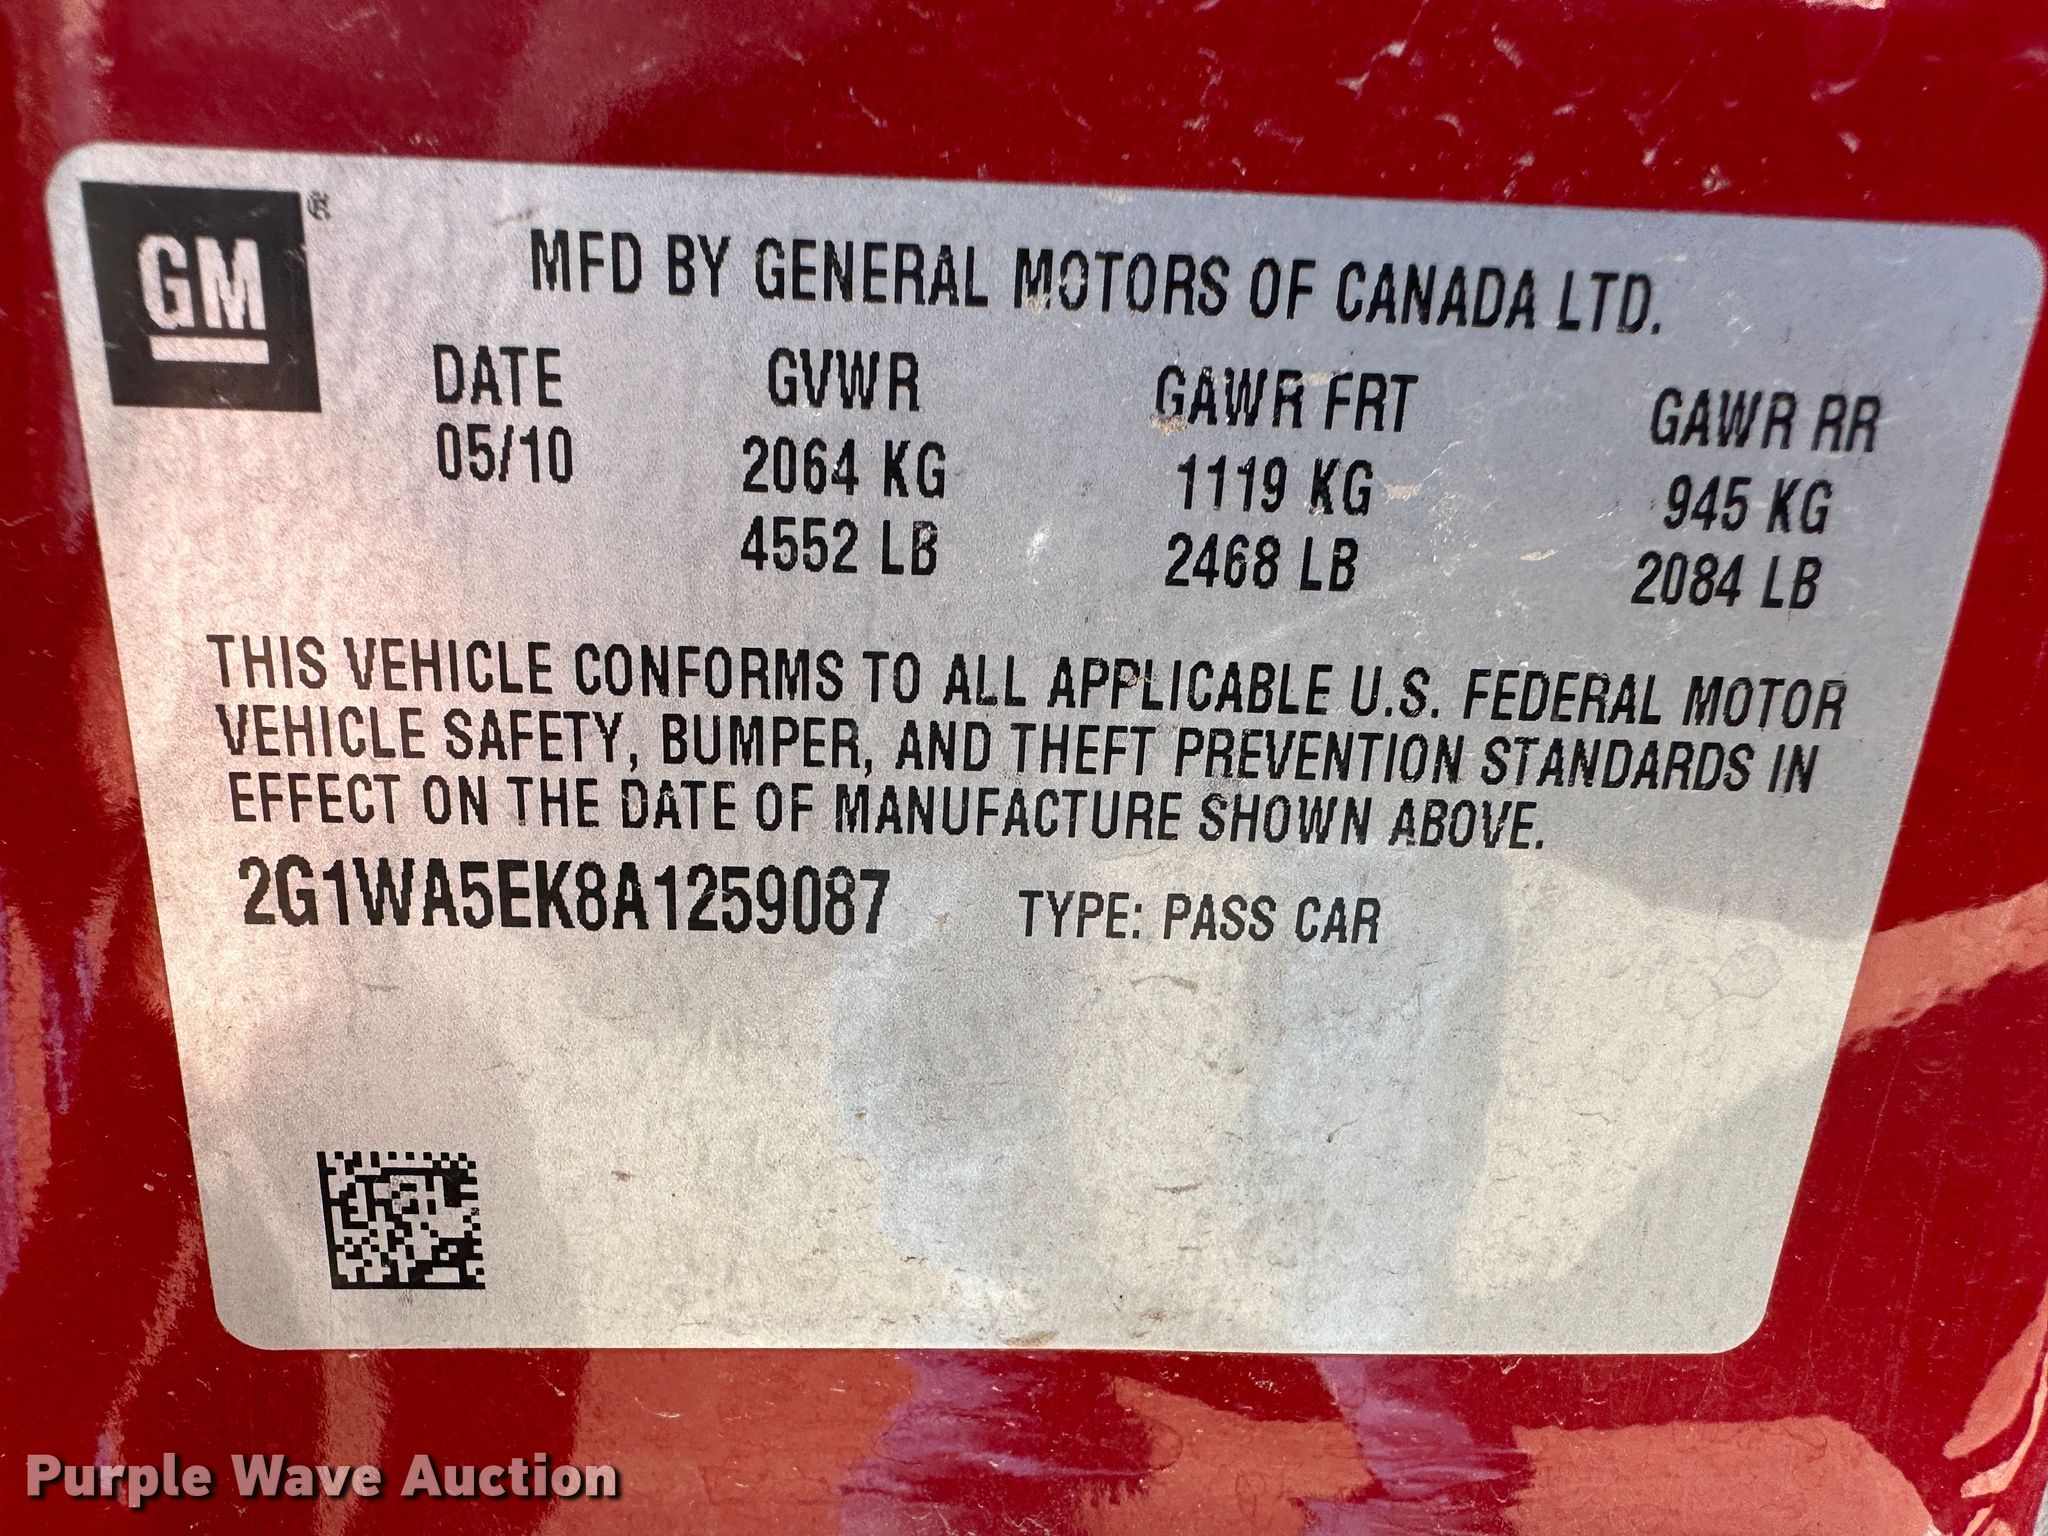 GM ®
MFD BY GENERAL MOTORS OF CANADA LTD.
DATE GVWR GAWR FRT GAWR RR
05/10 2064 KG 1119 KG 945 KG
4552 LB 2468 LB 2084 LB
THIS VEHICLE CONFORMS TO ALL APPLICABLE U.S. FEDERAL MOTOR
VEHICLE SAFETY, BUMPER, AND THEFT PREVENTION STANDARDS IN
EFFECT ON THE DATE OF MANUFACTURE SHOWN ABOVE.
2G1WA5EK8A1259087 TYPE: PASS CAR
Purple Wave Auction